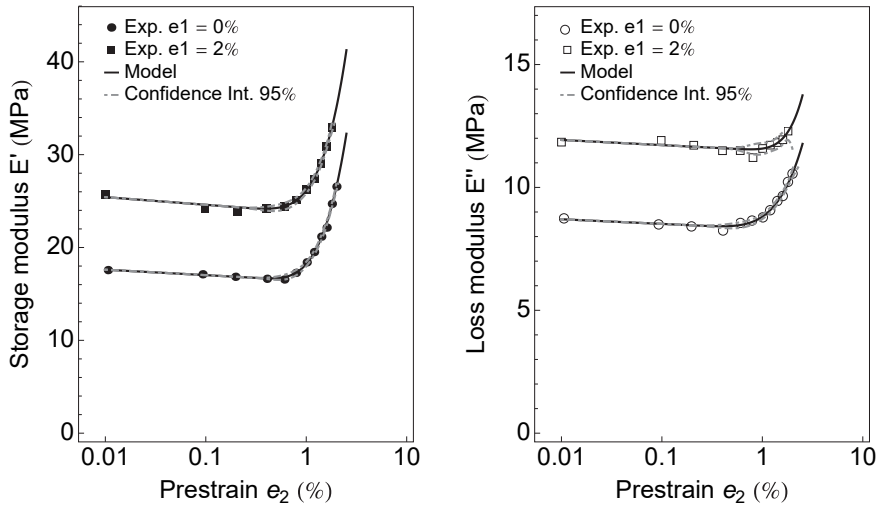 Exp. e1 = 0%
Exp. e1 = 2%
Model
Confidence Int. 95%
Storage modulus E' (MPa)
40
30
20
10
0
0.01 0.1 1 10
Prestrain e2 (%)
Exp. e1 = 0%
Exp. e1 = 2%
Model
Confidence Int. 95%
Loss modulus E" (MPa)
15
10
5
0
0.01 0.1 1 10
Prestrain e2 (%)